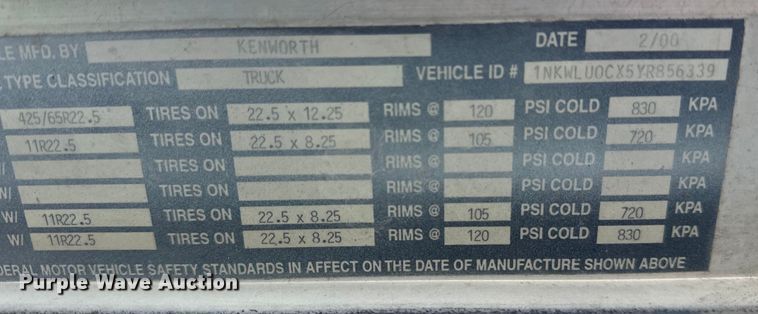 LE MFD. BY KENWORTH DATE 2/00
TYPE CLASSIFICATION TRUCK VEHICLE ID # 1NKWLUOCX5YR856339
425/65R22.5 TIRES ON 22.5 x 12.25 RIMS @ 120 PSI COLD 830 KPA
11R22.5 TIRES ON 22.5 x 8.25 RIMS @ 105 PSI COLD 720 KPA
TIRES ON RIMS @ PSI COLD KPA
W/ TIRES ON RIMS @ PSI COLD KPA
W/ 11R22.5 TIRES ON 22.5 x 8.25 RIMS @ 105 PSI COLD 720 KPA
W/ 11R22.5 TIRES ON 22.5 x 8.25 RIMS @ 120 PSI COLD 830 KPA
DERAL MOTOR VEHICLE SAFETY STANDARDS IN AFFECT ON THE DATE OF MANUFACTURE SHOWN ABOVE
Purple Wave Auction